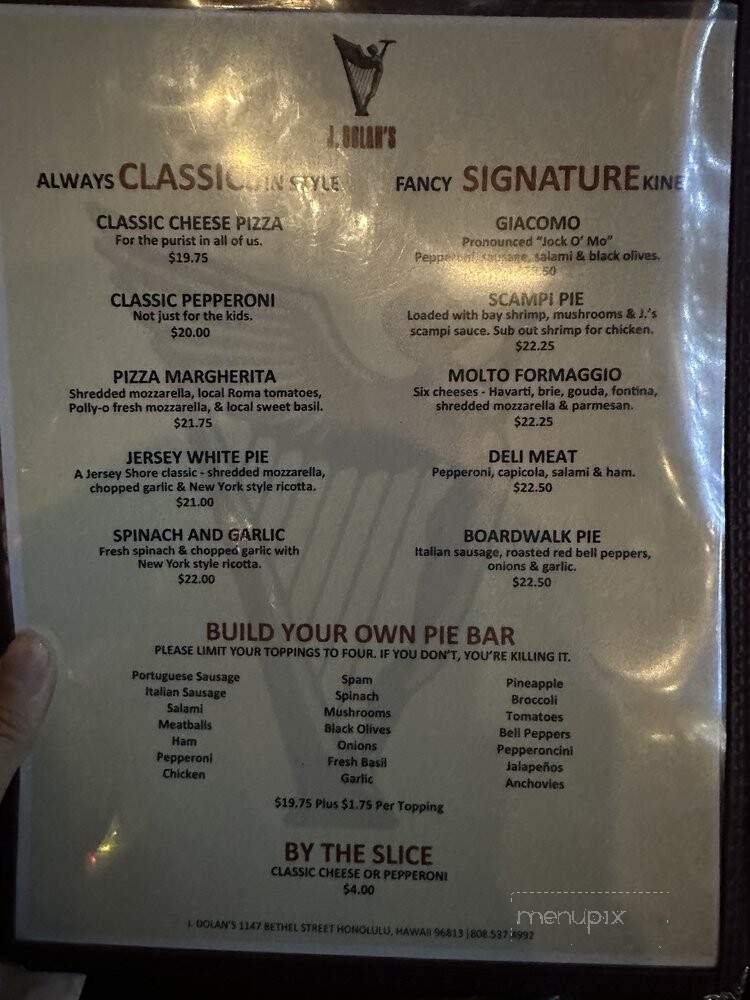 J. DOLAN'S
ALWAYS CLASSIC IN STYLE
CLASSIC CHEESE PIZZA
For the purist in all of us.
$19.75
CLASSIC PEPPERONI
Not just for the kids.
$20.00
PIZZA MARGHERITA
Shredded mozzarella, local Roma tomatoes,
Polly-o fresh mozzarella, & local sweet basil.
$21.75
JERSEY WHITE PIE
A Jersey Shore classic - shredded mozzarella,
chopped garlic & New York style ricotta.
$21.00
SPINACH AND GARLIC
Fresh spinach & chopped garlic with
New York style ricotta.
$22.00
FANCY SIGNATURE KINE
GIACOMO
Pronounced "Jock O' Mo"
Pepperoni, sausage, salami & black olives.
SCAMPI PIE
Loaded with bay shrimp, mushrooms & J.'s
scampi sauce. Sub out shrimp for chicken.
$22.25
MOLTO FORMAGGIO
Six cheeses - Havarti, brie, gouda, fontina,
shredded mozzarella & parmesan.
$22.25
DELI MEAT
Pepperoni, capicola, salami & ham.
$22.50
BOARDWALK PIE
Italian sausage, roasted red bell peppers,
onions & garlic.
$22.50
BUILD YOUR OWN PIE BAR
PLEASE LIMIT YOUR TOPPINGS TO FOUR. IF YOU DON'T, YOU'RE KILLING IT.
Portuguese Sausage
Italian Sausage
Salami
Meatballs
Ham
Pepperoni
Chicken
Spam
Spinach
Mushrooms
Black Olives
Onions
Fresh Basil
Garlic
Pineapple
Broccoli
Tomatoes
Bell Peppers
Pepperoncini
Jalapeños
Anchovies
$19.75 Plus $1.75 Per Topping
BY THE SLICE
CLASSIC CHEESE OR PEPPERONI
$4.00
J. DOLAN'S 1147 BETHEL STREET HONOLULU, HAWAII 96813 | 808.537.4992
menupix